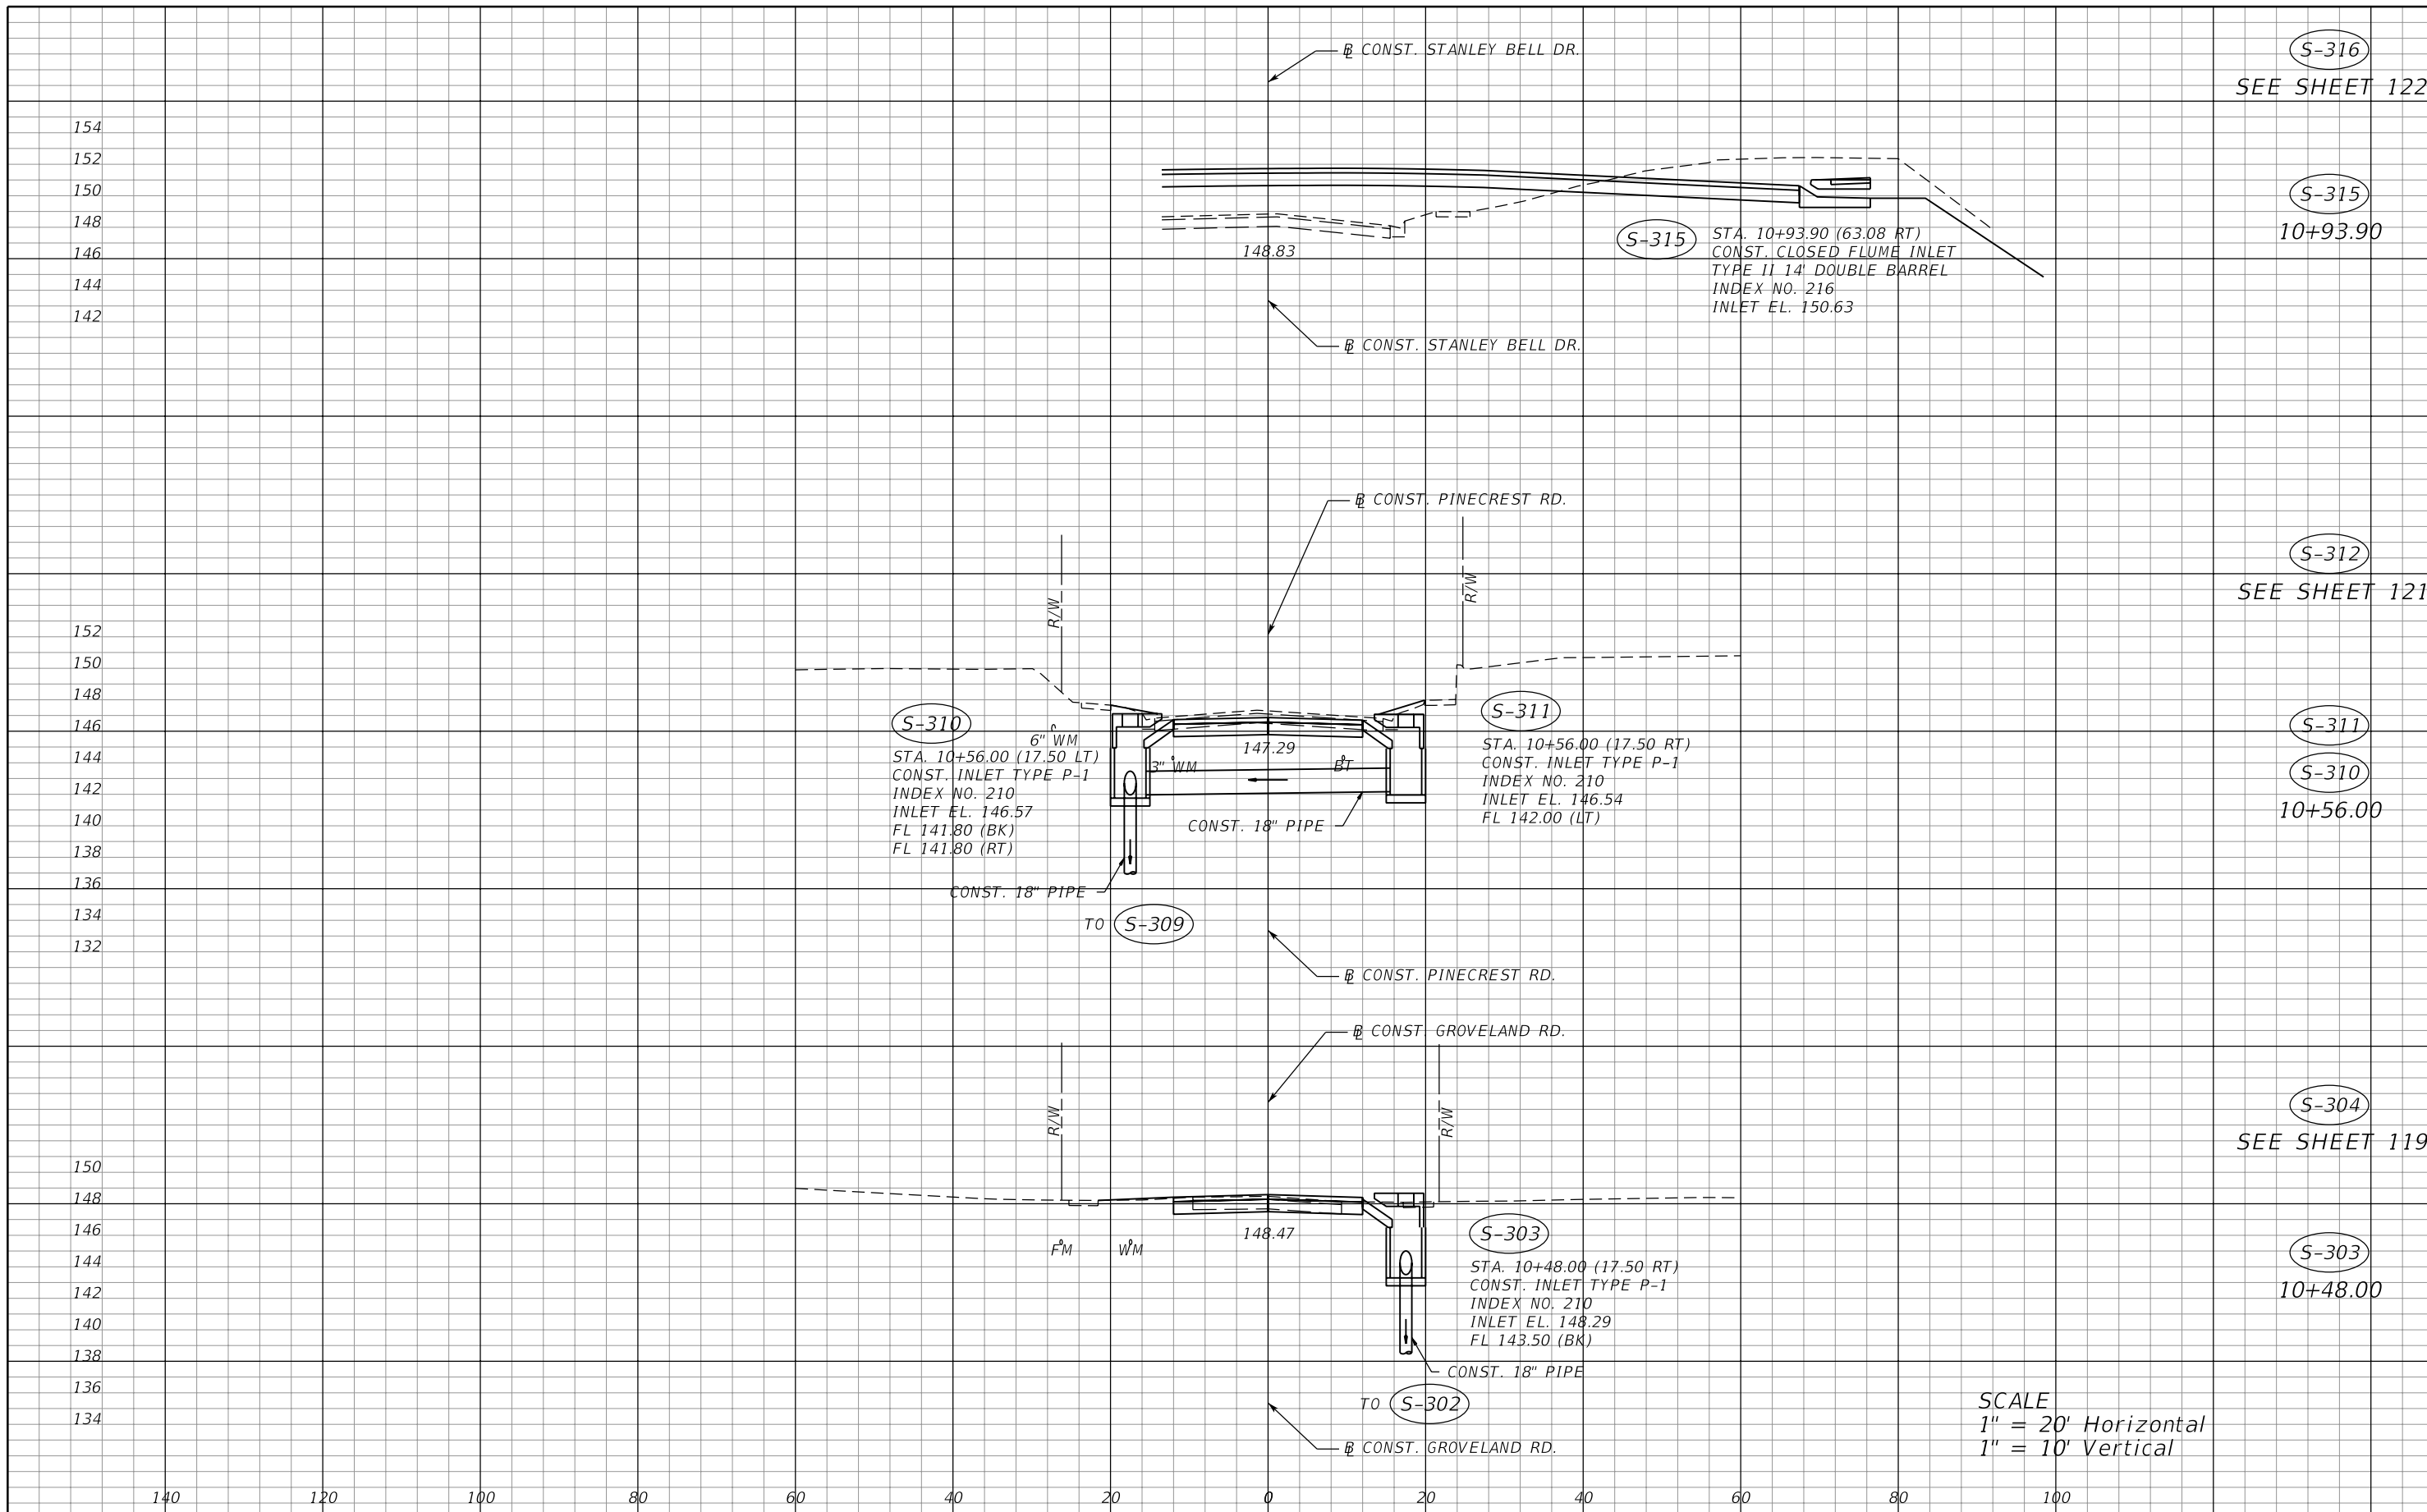 ℄ CONST. STANLEY BELL DR.
S-316
SEE SHEET 122
154
152
150
148
146
144
142
148.83
S-315
STA. 10+93.90 (63.08 RT)
CONST. CLOSED FLUME INLET
TYPE II 14' DOUBLE BARREL
INDEX NO. 216
INLET EL. 150.63
S-315
10+93.90
℄ CONST. STANLEY BELL DR.
℄ CONST. PINECREST RD.
S-312
SEE SHEET 121
R/W
R/W
152
150
148
146
144
142
140
138
136
134
132
S-310
6" WM
STA. 10+56.00 (17.50 LT)
CONST. INLET TYPE P-1
INDEX NO. 210
INLET EL. 146.57
FL 141.80 (BK)
FL 141.80 (RT)
3" WM
147.29
BT
CONST. 18" PIPE
S-311
STA. 10+56.00 (17.50 RT)
CONST. INLET TYPE P-1
INDEX NO. 210
INLET EL. 146.54
FL 142.00 (LT)
S-311
S-310
10+56.00
CONST. 18" PIPE
TO S-309
℄ CONST. PINECREST RD.
℄ CONST. GROVELAND RD.
S-304
SEE SHEET 119
R/W
R/W
150
148
146
144
142
140
138
136
134
FM
WM
148.47
S-303
STA. 10+48.00 (17.50 RT)
CONST. INLET TYPE P-1
INDEX NO. 210
INLET EL. 148.29
FL 143.50 (BK)
S-303
10+48.00
CONST. 18" PIPE
TO S-302
℄ CONST. GROVELAND RD.
SCALE
1" = 20' Horizontal
1" = 10' Vertical
140 120 100 80 60 40 20 0 20 40 60 80 100